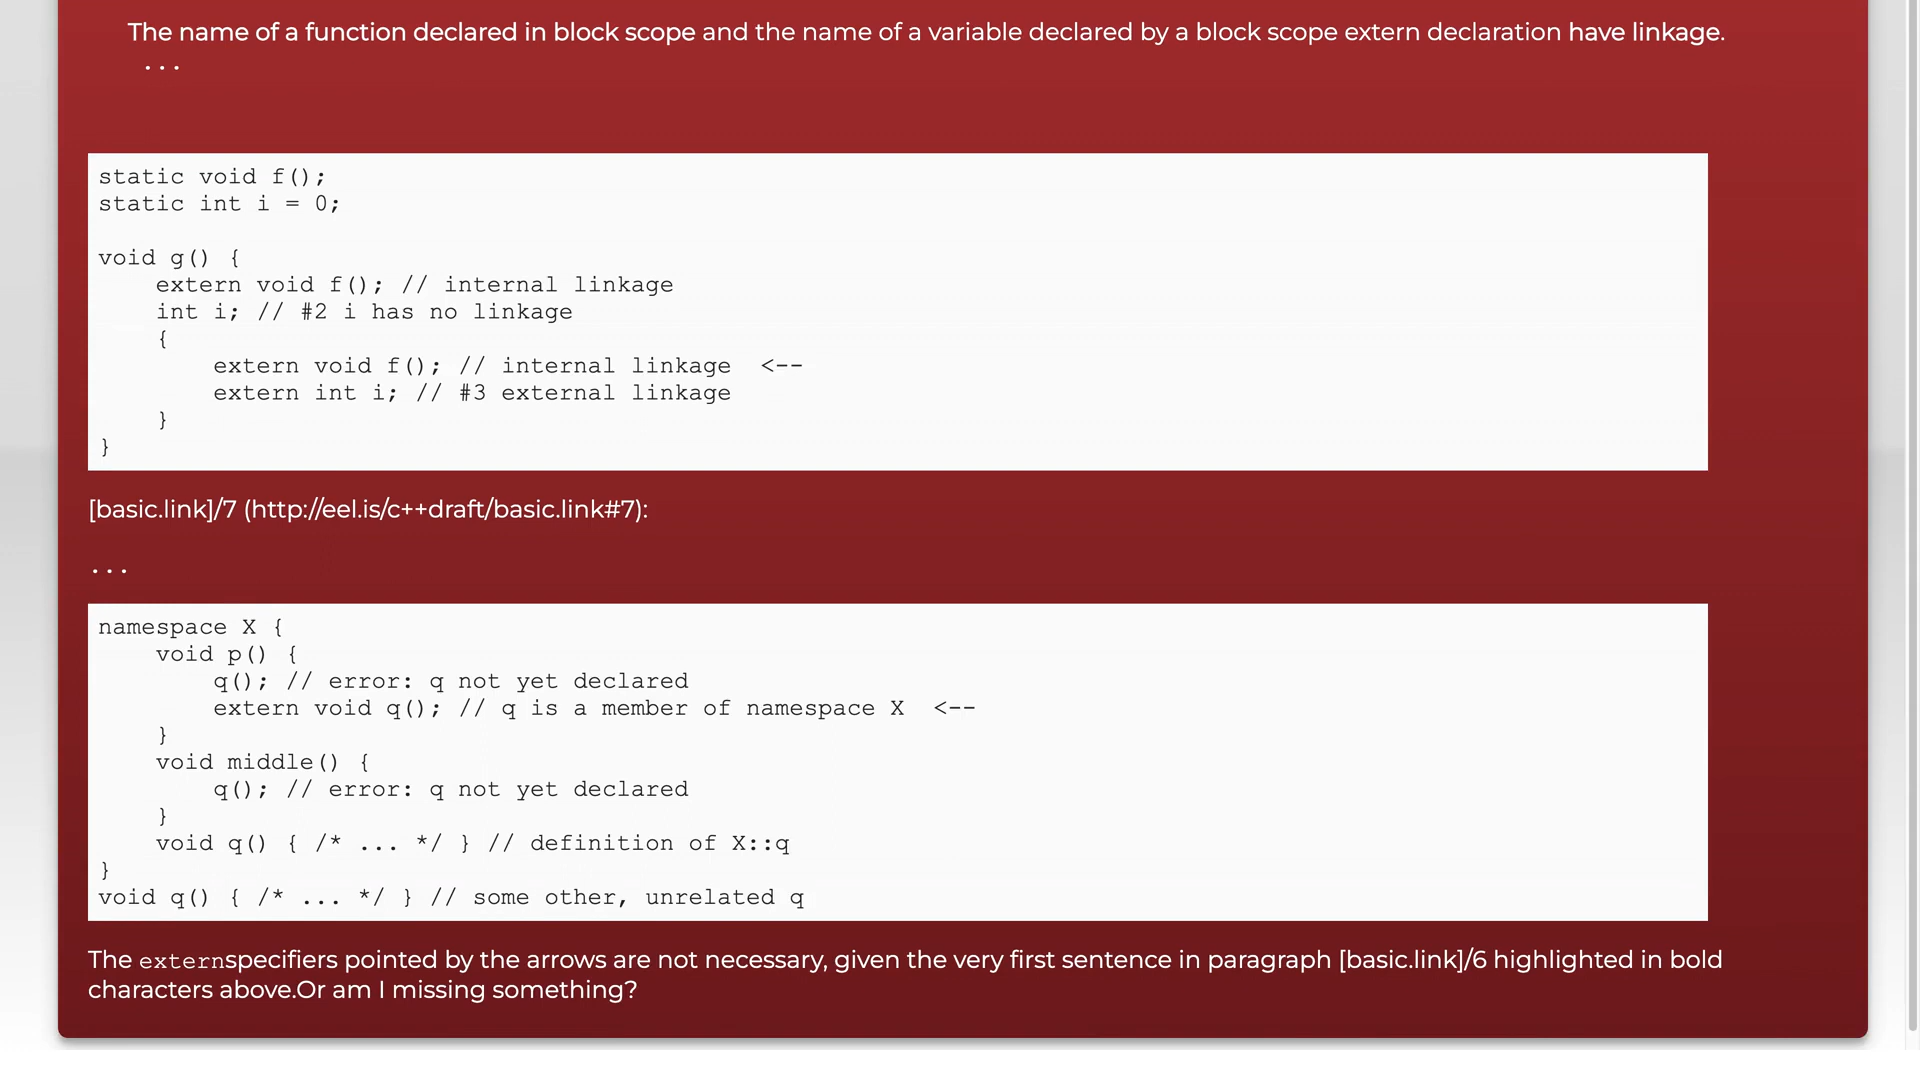 The name of a function declared in block scope and the name of a variable declared by a block scope extern declaration have linkage.
...
static void f();
static int i = 0;

void g() {
    extern void f(); // internal linkage
    int i; // #2 i has no linkage
    {
        extern void f(); // internal linkage  <--
        extern int i; // #3 external linkage
    }
}
[basic.link]/7 (http://eel.is/c++draft/basic.link#7):
...
namespace X {
    void p() {
        q(); // error: q not yet declared
        extern void q(); // q is a member of namespace X  <--
    }
    void middle() {
        q(); // error: q not yet declared
    }
    void q() { /* ... */ } // definition of X::q
}
void q() { /* ... */ } // some other, unrelated q
The externspecifiers pointed by the arrows are not necessary, given the very first sentence in paragraph [basic.link]/6 highlighted in bold
characters above.Or am I missing something?